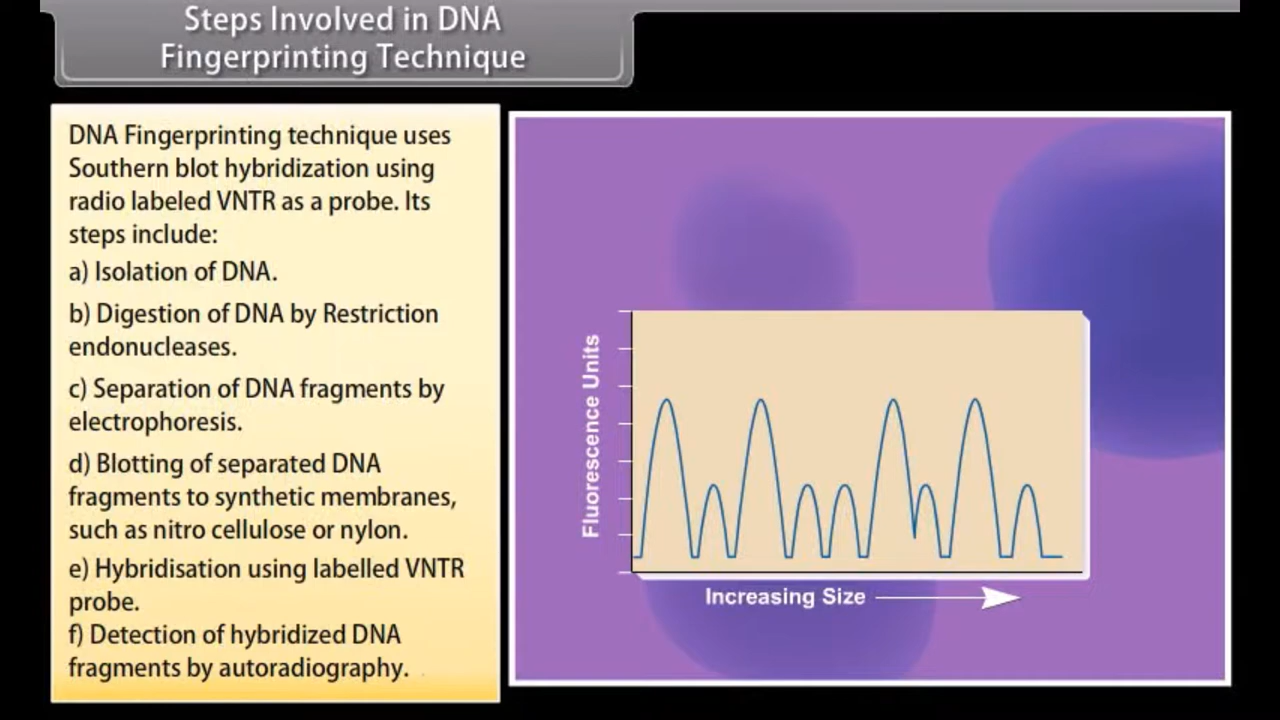 Steps Involved in DNA
Fingerprinting Technique
DNA Fingerprinting technique uses
Southern blot hybridization using
radio labeled VNTR as a probe. Its
steps include:
a) Isolation of DNA.
b) Digestion of DNA by Restriction
endonucleases.
c) Separation of DNA fragments by
electrophoresis.
d) Blotting of separated DNA
fragments to synthetic membranes,
such as nitro cellulose or nylon.
e) Hybridisation using labelled VNTR
probe.
f) Detection of hybridized DNA
fragments by autoradiography.
Fluorescence Units
Increasing Size